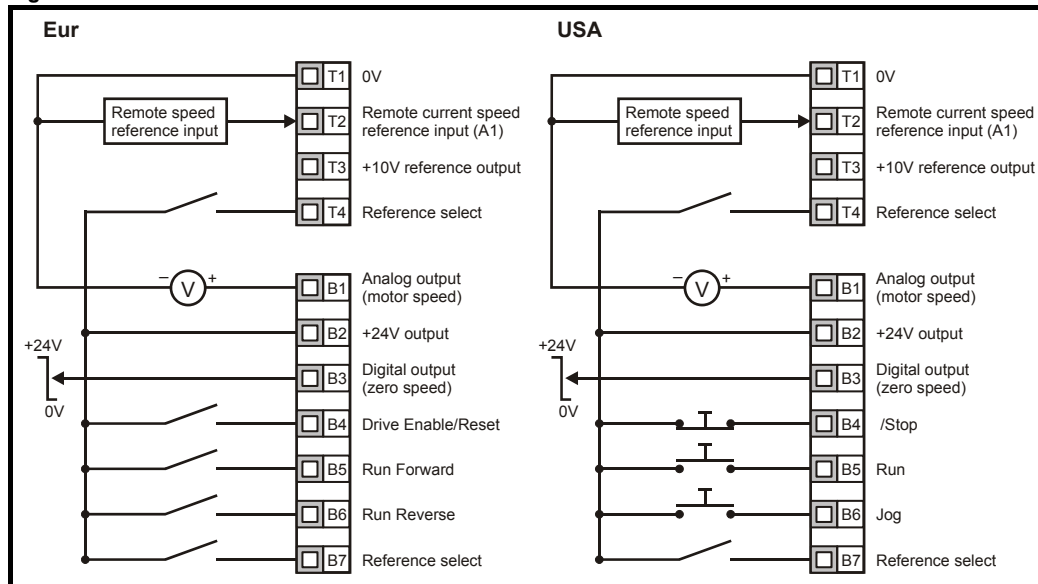 Eur
T1 0V
Remote speed
reference input
T2 Remote current speed
reference input (A1)
T3 +10V reference output
T4 Reference select
– V + B1 Analog output
(motor speed)
B2 +24V output
+24V
0V
B3 Digital output
(zero speed)
B4 Drive Enable/Reset
B5 Run Forward
B6 Run Reverse
B7 Reference select
USA
T1 0V
Remote speed
reference input
T2 Remote current speed
reference input (A1)
T3 +10V reference output
T4 Reference select
– V + B1 Analog output
(motor speed)
B2 +24V output
+24V
0V
B3 Digital output
(zero speed)
B4 /Stop
B5 Run
B6 Jog
B7 Reference select